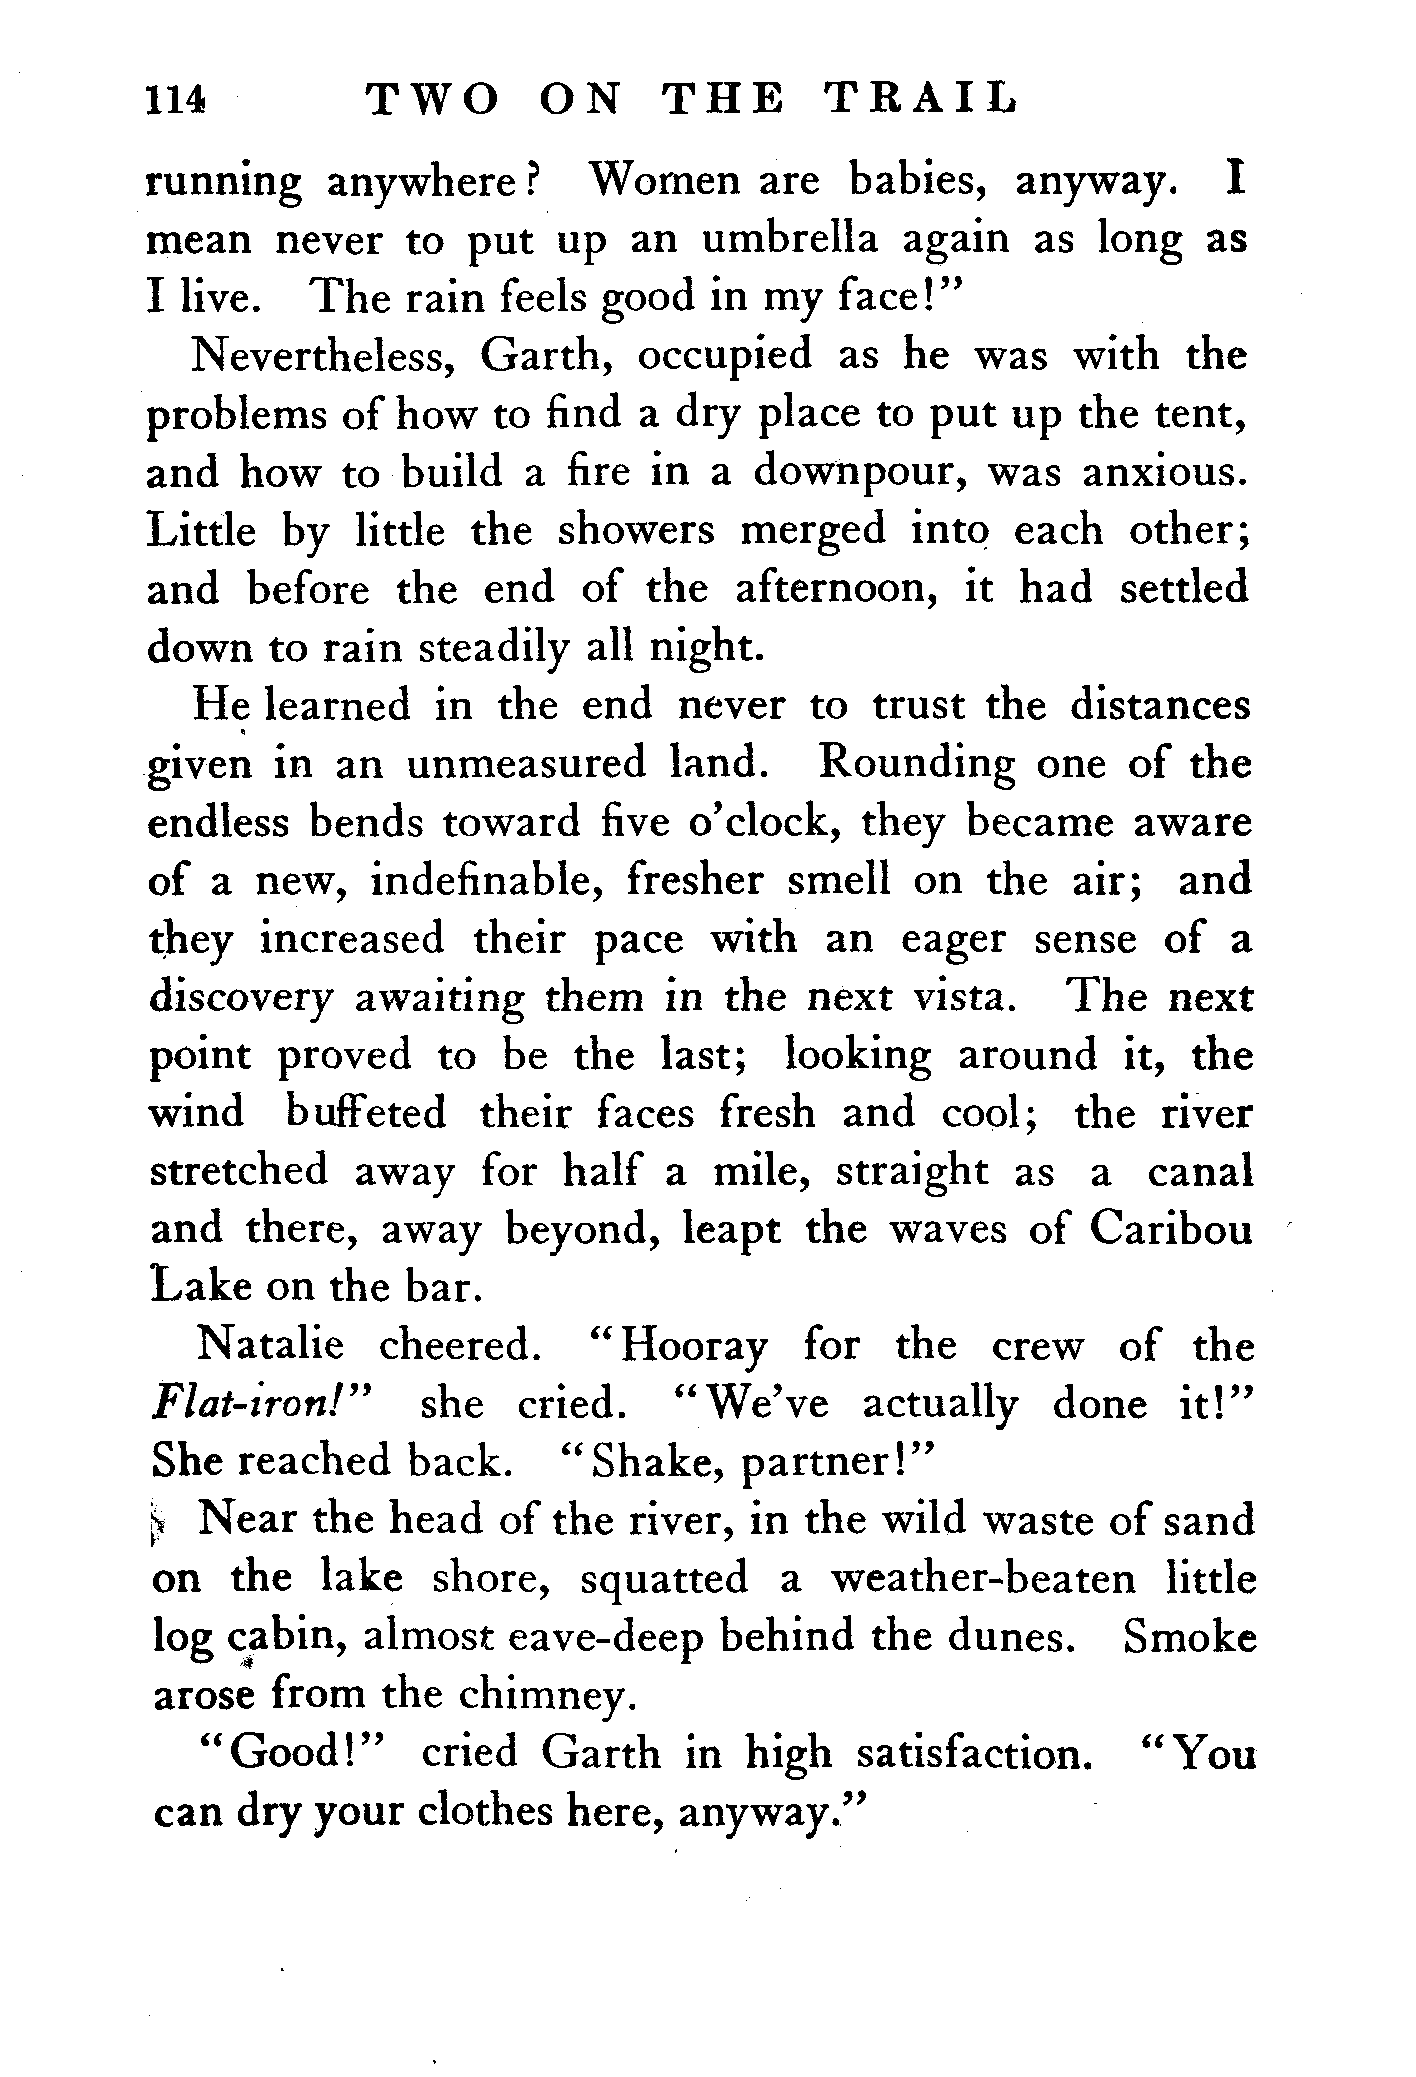 114 TWO ON THE TRAIL
running anywhere? Women are babies, anyway. I
mean never to put up an umbrella again as long as
I live. The rain feels good in my face!”
Nevertheless, Garth, occupied as he was with the
problems of how to find a dry place to put up the tent,
and how to build a fire in a downpour, was anxious.
Little by little the showers merged into each other;
and before the end of the afternoon, it had settled
down to rain steadily all night.
He learned in the end never to trust the distances
given in an unmeasured land. Rounding one of the
endless bends toward five o’clock, they became aware
of a new, indefinable, fresher smell on the air; and
they increased their pace with an eager sense of a
discovery awaiting them in the next vista. The next
point proved to be the last; looking around it, the
wind buffeted their faces fresh and cool; the river
stretched away for half a mile, straight as a canal
and there, away beyond, leapt the waves of Caribou
Lake on the bar.
Natalie cheered. “Hooray for the crew of the
Flat-iron!” she cried. “We’ve actually done it!”
She reached back. “Shake, partner!”
Near the head of the river, in the wild waste of sand
on the lake shore, squatted a weather-beaten little
log cabin, almost eave-deep behind the dunes. Smoke
arose from the chimney.
“Good!” cried Garth in high satisfaction. “You
can dry your clothes here, anyway.”